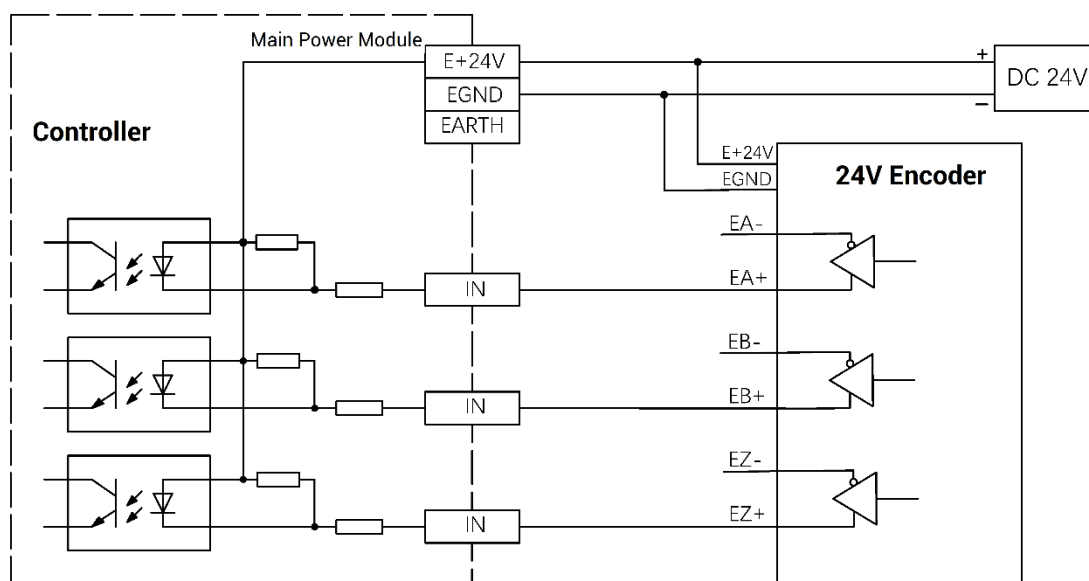 Main Power Module
E+24V
EGND
EARTH
+
DC 24V
−
Controller
E+24V
EGND
24V Encoder
EA-
IN
EA+
EB-
IN
EB+
EZ-
IN
EZ+